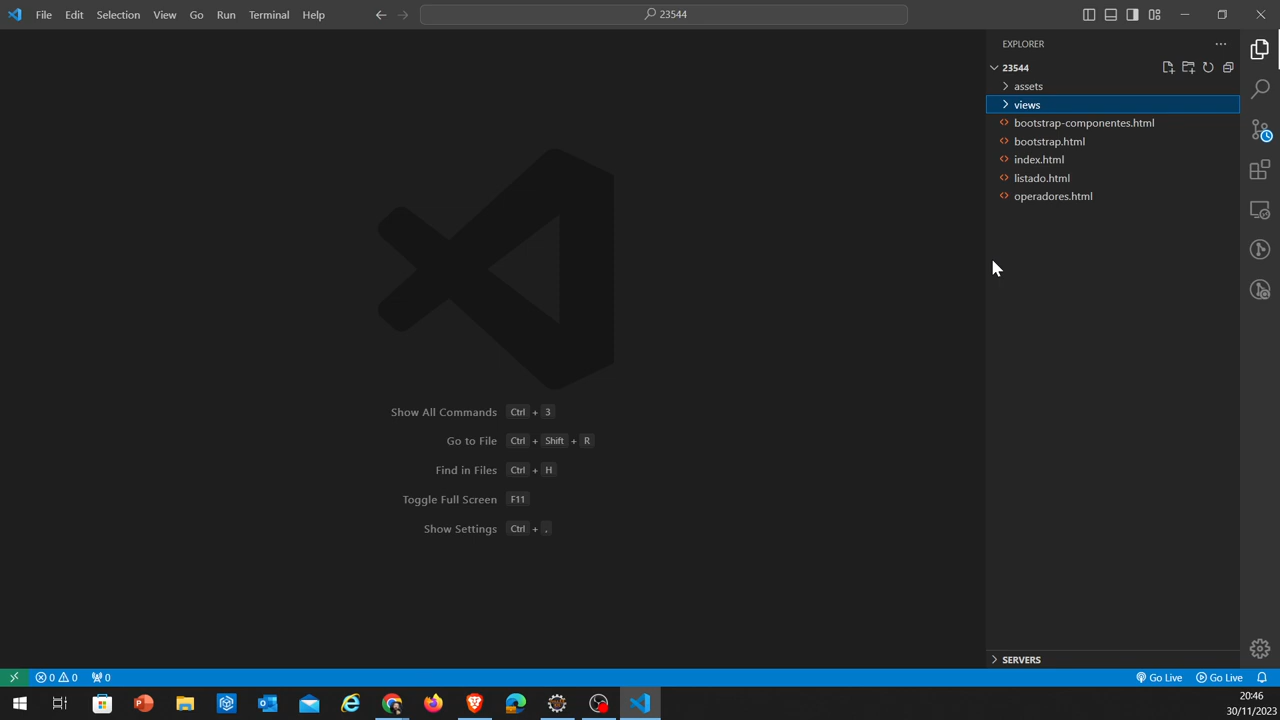 File Edit Selection View Go Run Terminal Help 23544
EXPLORER
23544
assets
views
bootstrap-componentes.html
bootstrap.html
index.html
listado.html
operadores.html
Show All Commands Ctrl + 3
Go to File Ctrl + Shift + R
Find in Files Ctrl + H
Toggle Full Screen F11
Show Settings Ctrl + .
SERVERS
0 0 0 Go Live Go Live
20:46
30/11/2023